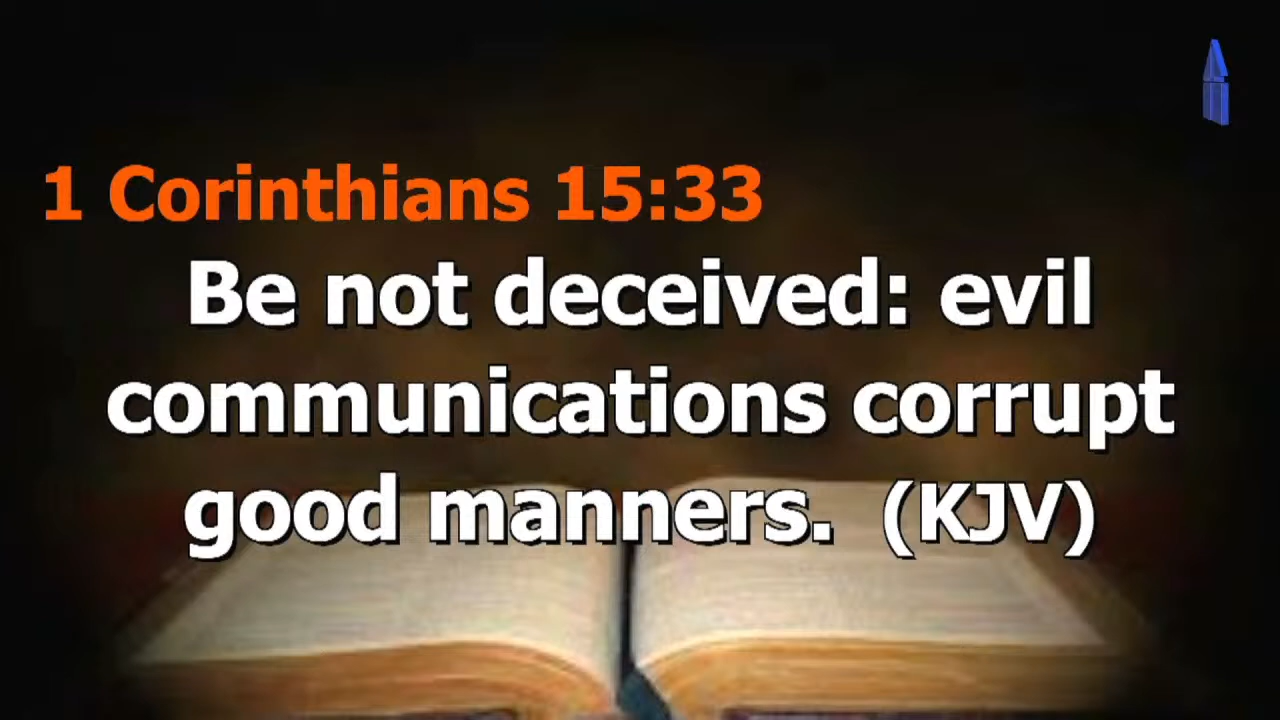 1 Corinthians 15:33
Be not deceived: evil
communications corrupt
good manners. (KJV)